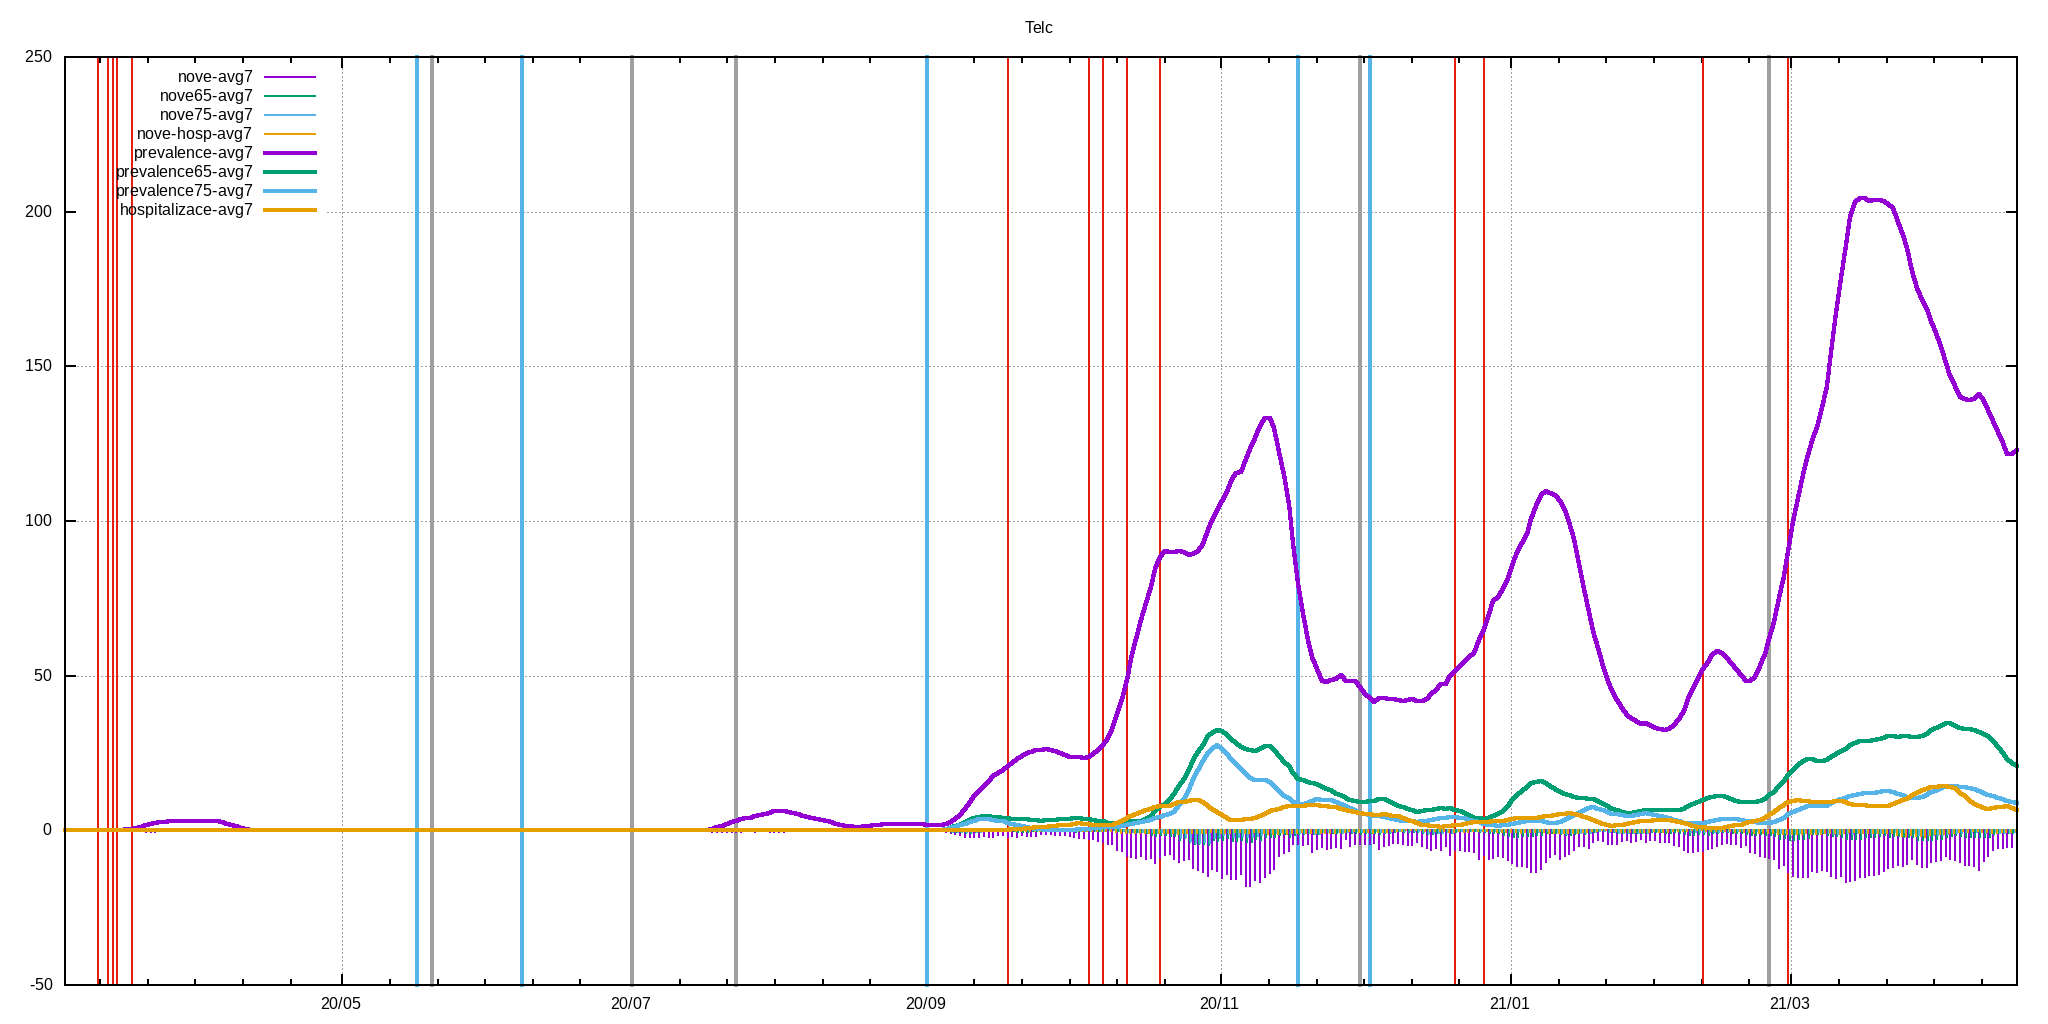 Telc
250
200
150
100
50
0
-50
nove-avg7
nove65-avg7
nove75-avg7
nove-hosp-avg7
prevalence-avg7
prevalence65-avg7
prevalence75-avg7
hospitalizace-avg7
20/05 20/07 20/09 20/11 21/01 21/03